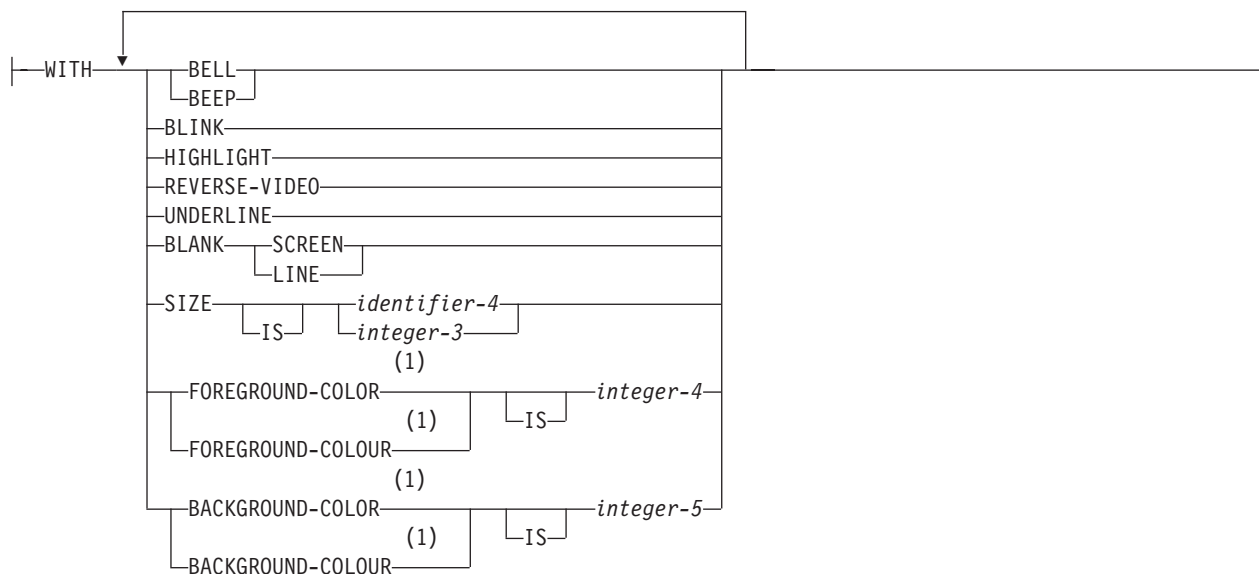 WITH BELL
BEEP
BLINK
HIGHLIGHT
REVERSE-VIDEO
UNDERLINE
BLANK SCREEN
LINE
SIZE identifier-4
IS integer-3
(1)
FOREGROUND-COLOR integer-4
(1) IS
FOREGROUND-COLOUR
(1)
BACKGROUND-COLOR integer-5
(1) IS
BACKGROUND-COLOUR